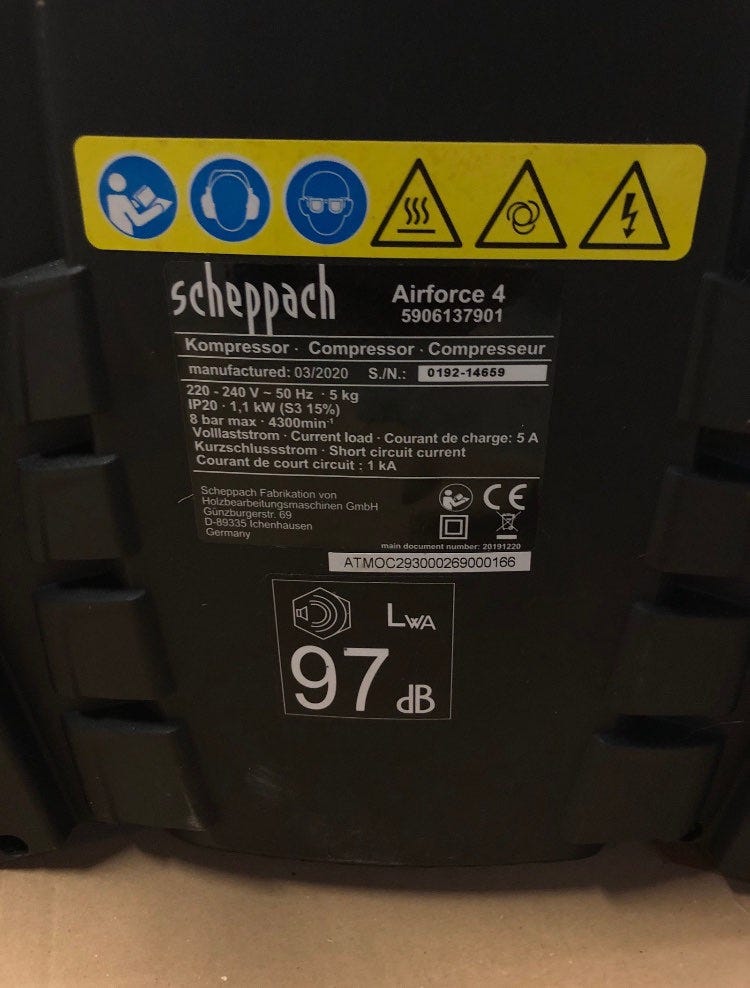 scheppach
Airforce 4
5906137901
Kompressor · Compressor · Compresseur
manufactured: 03/2020 S./N.: 0192-14659
220 - 240 V ~ 50 Hz · 5 kg
IP20 · 1,1 kW (S3 15%)
8 bar max · 4300min⁻¹
Volllaststrom · Current load · Courant de charge: 5 A
Kurzschlussstrom · Short circuit current
Courant de court circuit : 1 kA
Scheppach Fabrikation von
Holzbearbeitungsmaschinen GmbH
Günzburgerstr. 69
D-89335 Ichenhausen
Germany
CE
main document number: 20191220
ATMOC293000269000166
LWA
97 dB